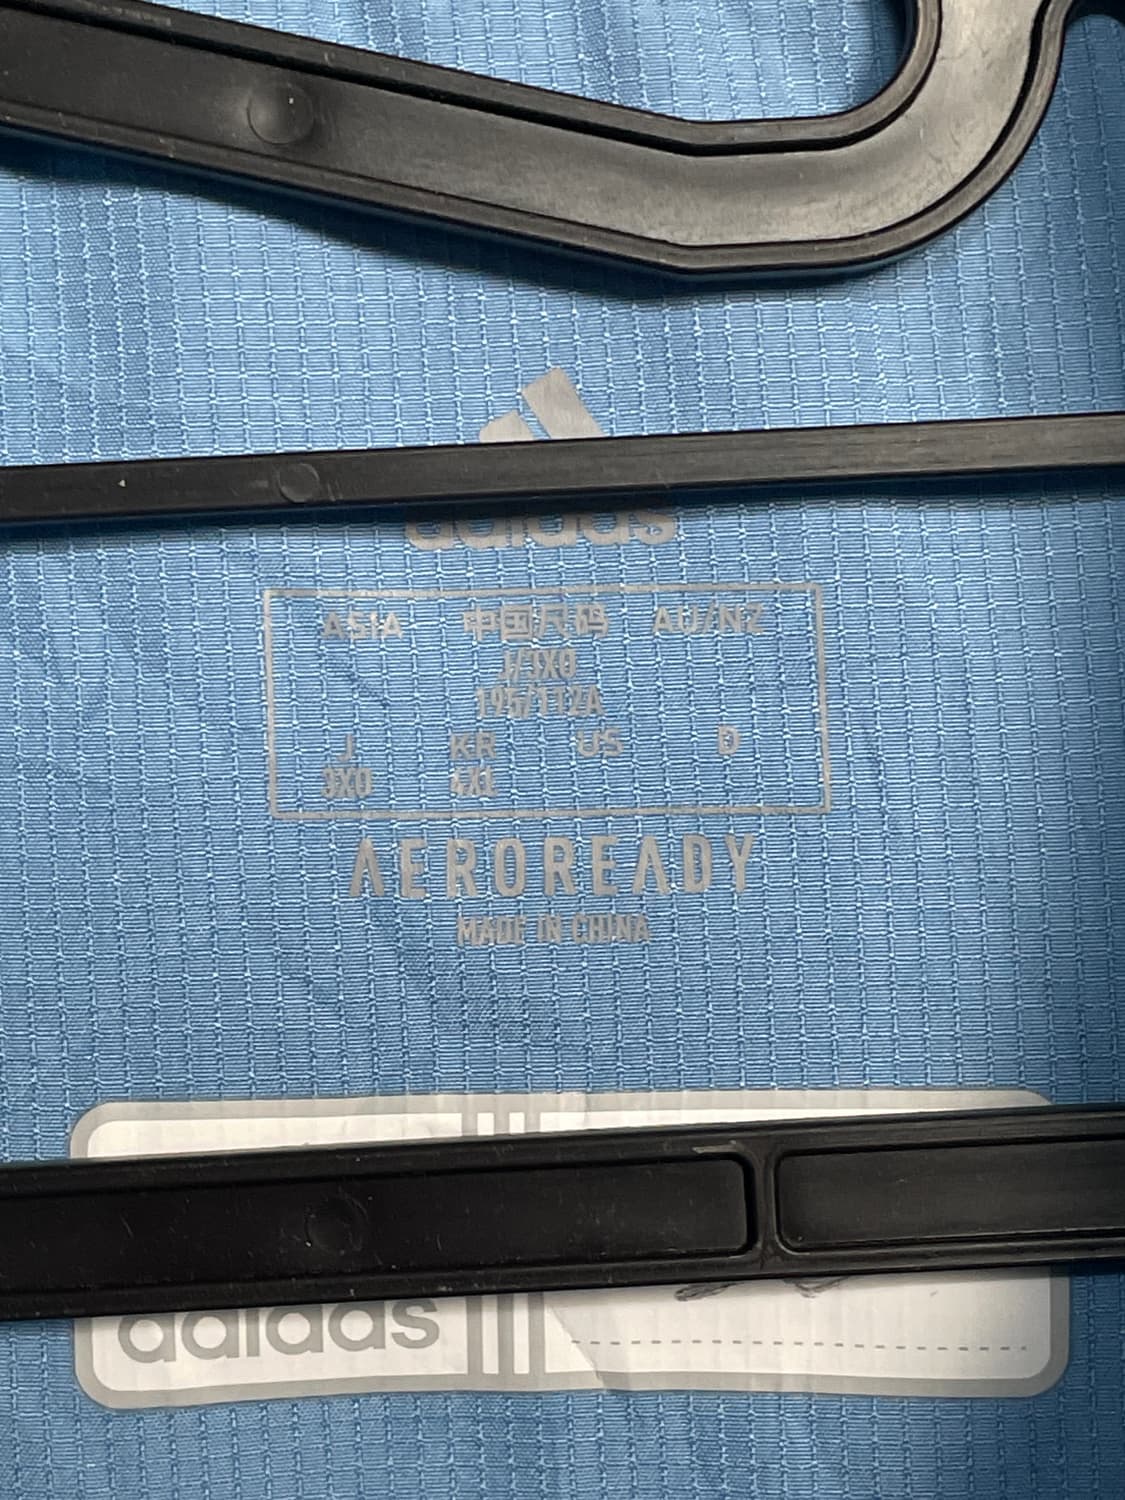 adidas
ASIA 中国尺码 AU/NZ
J/3XO
195/112A
J KR US D
3XO 4XL
AEROREADY
MADE IN CHINA
adidas